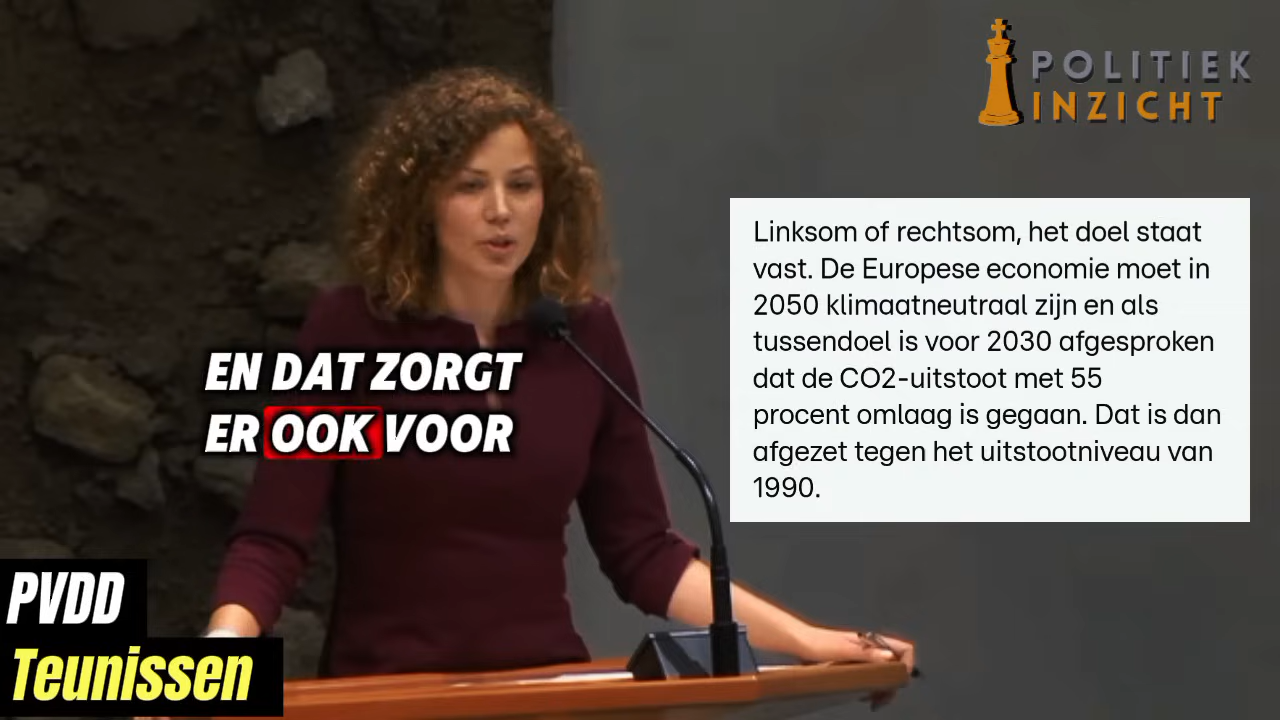 POLITIEK
INZICHT
Linksom of rechtsom, het doel staat
vast. De Europese economie moet in
2050 klimaatneutraal zijn en als
tussendoel is voor 2030 afgesproken
dat de CO2-uitstoot met 55
procent omlaag is gegaan. Dat is dan
afgezet tegen het uitstootniveau van
1990.
EN DAT ZORGT
ER OOK VOOR
PVDD
Teunissen